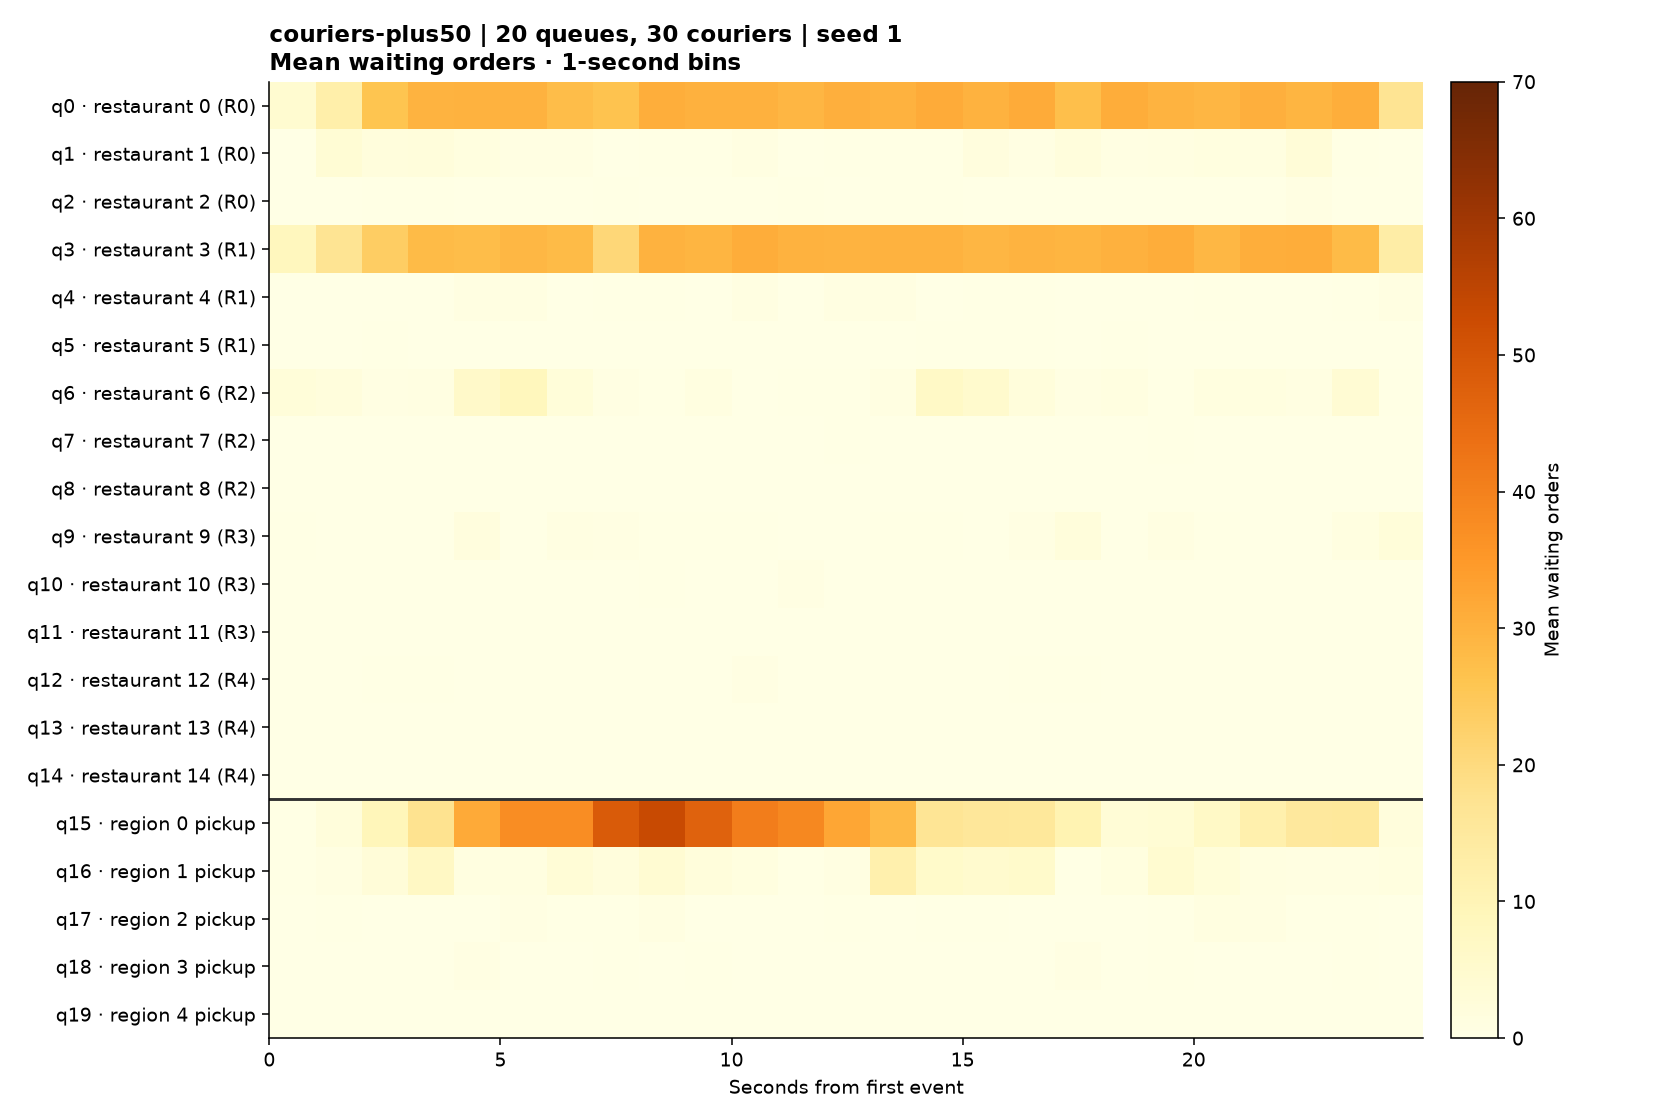 couriers-plus50 | 20 queues, 30 couriers | seed 1
Mean waiting orders · 1-second bins
q0 · restaurant 0 (R0)
q1 · restaurant 1 (R0)
q2 · restaurant 2 (R0)
q3 · restaurant 3 (R1)
q4 · restaurant 4 (R1)
q5 · restaurant 5 (R1)
q6 · restaurant 6 (R2)
q7 · restaurant 7 (R2)
q8 · restaurant 8 (R2)
q9 · restaurant 9 (R3)
q10 · restaurant 10 (R3)
q11 · restaurant 11 (R3)
q12 · restaurant 12 (R4)
q13 · restaurant 13 (R4)
q14 · restaurant 14 (R4)
q15 · region 0 pickup
q16 · region 1 pickup
q17 · region 2 pickup
q18 · region 3 pickup
q19 · region 4 pickup
0 5 10 15 20
Seconds from first event
70
60
50
40
30
20
10
0
Mean waiting orders